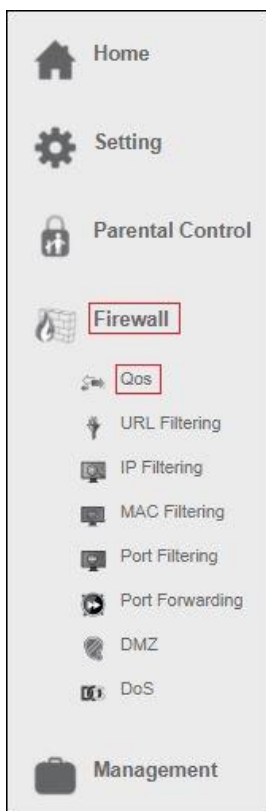 Home
Setting
Parental Control
Firewall
Qos
URL Filtering
IP Filtering
MAC Filtering
Port Filtering
Port Forwarding
DMZ
DoS
Management